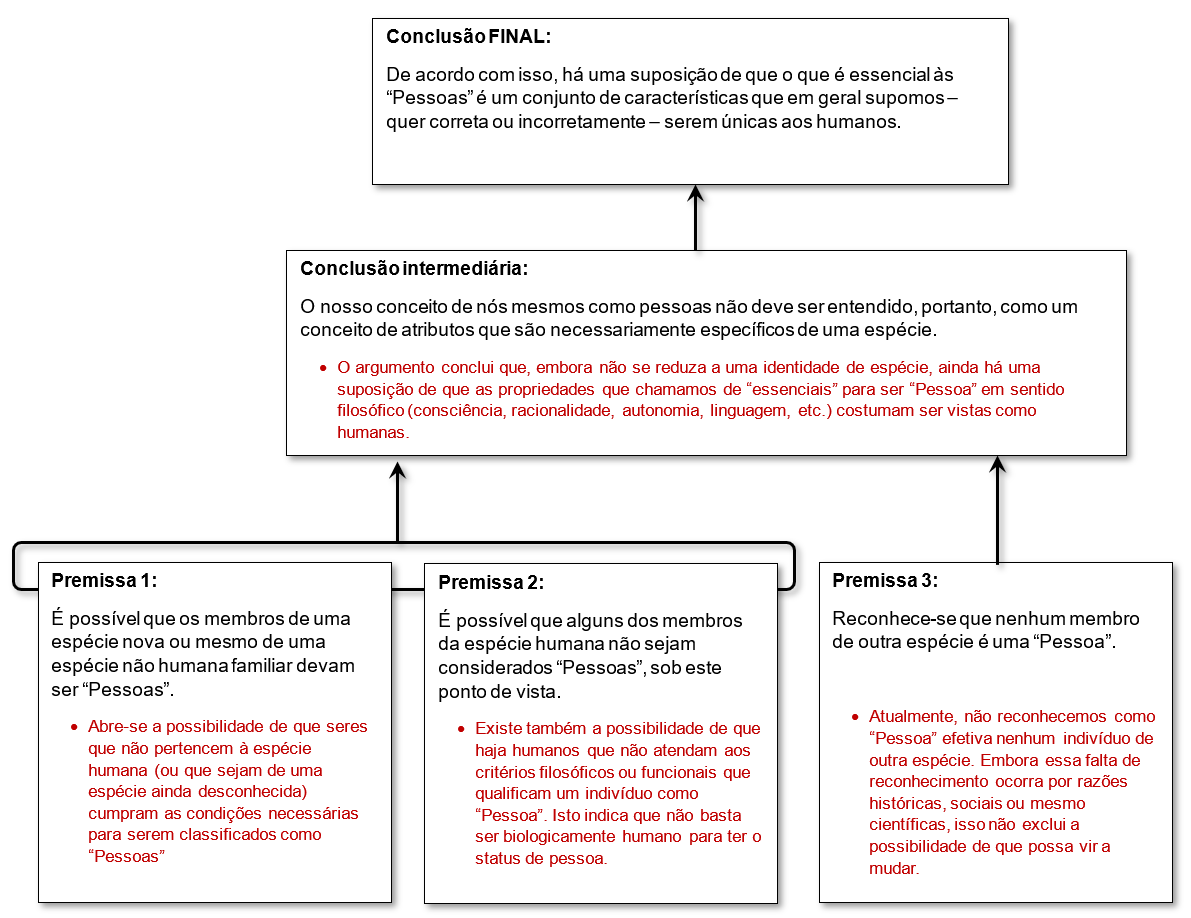 Conclusão FINAL:
De acordo com isso, há uma suposição de que o que é essencial às
“Pessoas” é um conjunto de características que em geral supomos –
quer correta ou incorretamente – serem únicas aos humanos.
Conclusão intermediária:
O nosso conceito de nós mesmos como pessoas não deve ser entendido, portanto, como um
conceito de atributos que são necessariamente específicos de uma espécie.
• O argumento conclui que, embora não se reduza a uma identidade de espécie, ainda há uma
suposição de que as propriedades que chamamos de “essenciais” para ser “Pessoa” em sentido
filosófico (consciência, racionalidade, autonomia, linguagem, etc.) costumam ser vistas como
humanas.
Premissa 1:
É possível que os membros de uma
espécie nova ou mesmo de uma
espécie não humana familiar devam
ser “Pessoas”.
• Abre-se a possibilidade de que seres
que não pertencem à espécie
humana (ou que sejam de uma
espécie ainda desconhecida)
cumpram as condições necessárias
para serem classificados como
“Pessoas”
Premissa 2:
É possível que alguns dos membros
da espécie humana não sejam
considerados “Pessoas”, sob este
ponto de vista.
• Existe também a possibilidade de que
haja humanos que não atendam aos
critérios filosóficos ou funcionais que
qualificam um indivíduo como
“Pessoa”. Isto indica que não basta
ser biologicamente humano para ter o
status de pessoa.
Premissa 3:
Reconhece-se que nenhum membro
de outra espécie é uma “Pessoa”.
• Atualmente, não reconhecemos como
“Pessoa” efetiva nenhum indivíduo de
outra espécie. Embora essa falta de
reconhecimento ocorra por razões
históricas, sociais ou mesmo
científicas, isso não exclui a
possibilidade de que possa vir a
mudar.